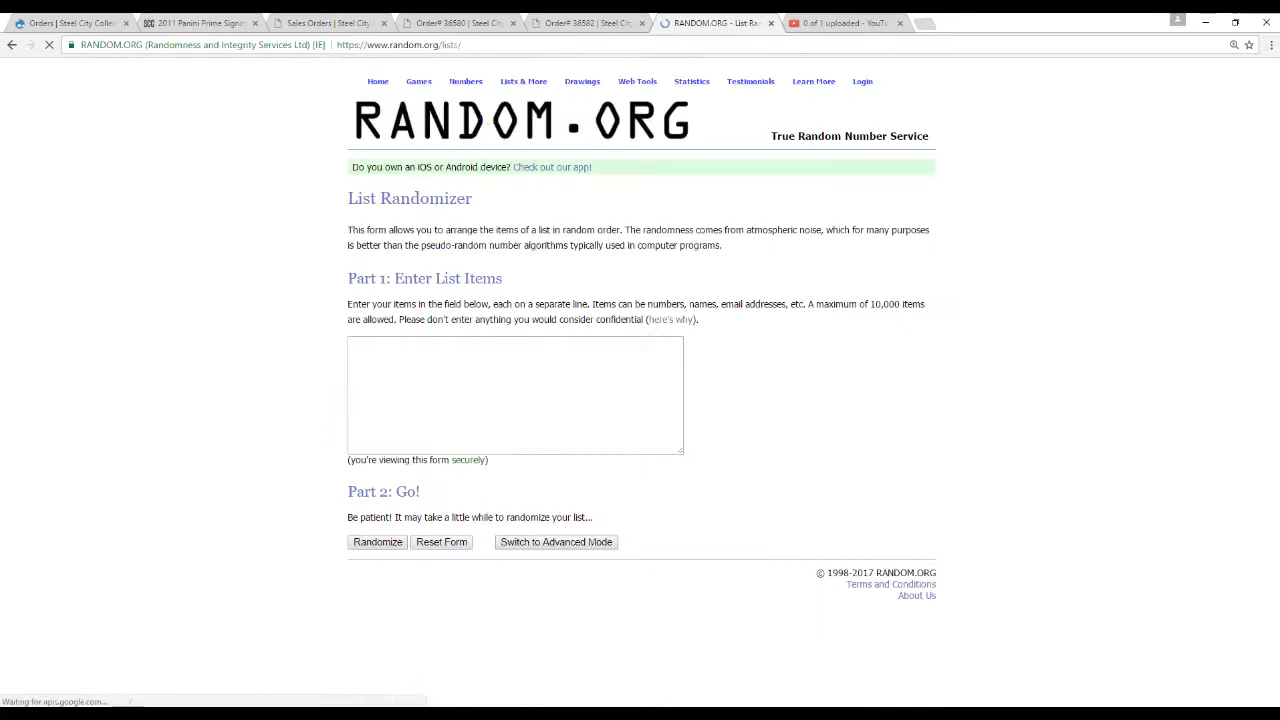 Orders | Steel City Collec
SCC 2011 Panini Prime Signa
Sales Orders | Steel City
Order# 36580 | Steel City
Order# 36582 | Steel City
RANDOM.ORG - List Ra
0 of 1 uploaded - YouTu
RANDOM.ORG (Randomness and Integrity Services Ltd) [IE] | https://www.random.org/lists/
Home Games Numbers Lists & More Drawings Web Tools Statistics Testimonials Learn More Login
RANDOM.ORG
True Random Number Service
Do you own an iOS or Android device? Check out our app!
List Randomizer
This form allows you to arrange the items of a list in random order. The randomness comes from atmospheric noise, which for many purposes
is better than the pseudo-random number algorithms typically used in computer programs.
Part 1: Enter List Items
Enter your items in the field below, each on a separate line. Items can be numbers, names, email addresses, etc. A maximum of 10,000 items
are allowed. Please don't enter anything you would consider confidential (here's why).
(you're viewing this form securely)
Part 2: Go!
Be patient! It may take a little while to randomize your list...
Randomize Reset Form Switch to Advanced Mode
© 1998-2017 RANDOM.ORG
Terms and Conditions
About Us
Waiting for apis.google.com...